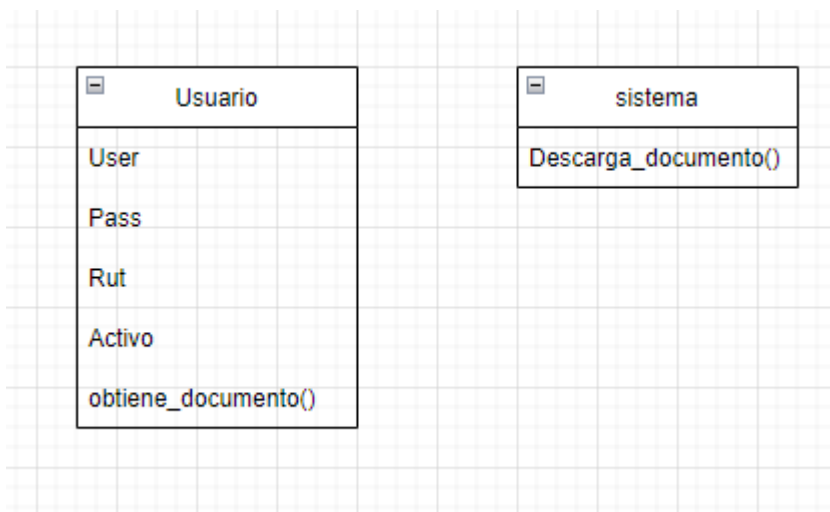 Usuario
User
Pass
Rut
Activo
obtiene_documento()
sistema
Descarga_documento()